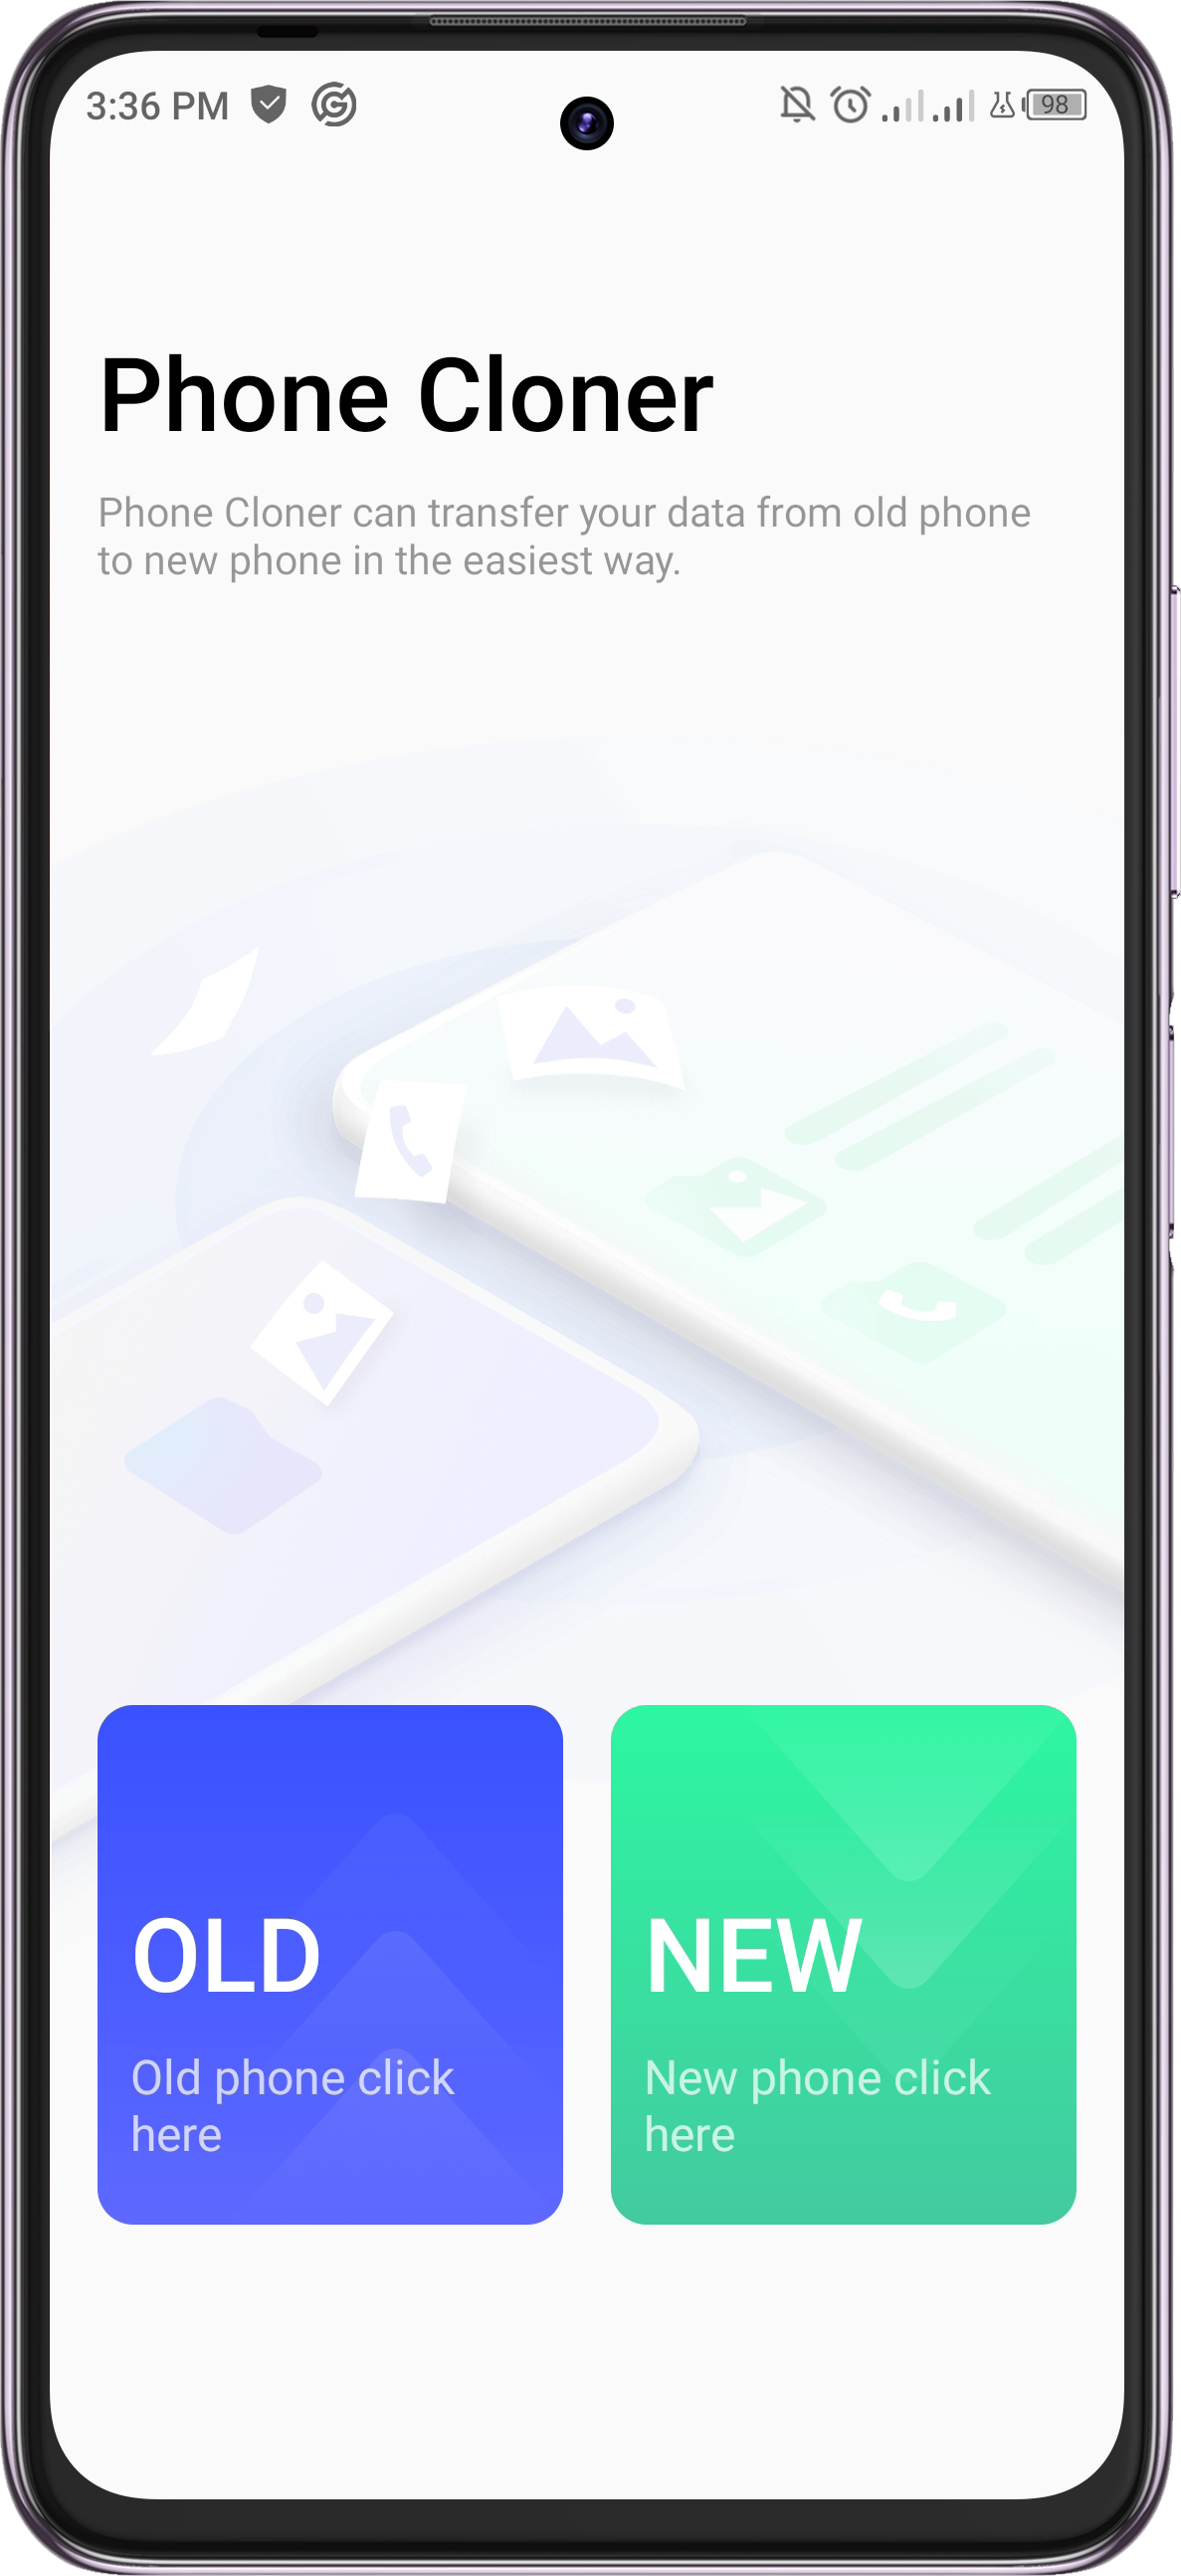 3:36 PM
98
Phone Cloner
Phone Cloner can transfer your data from old phone
to new phone in the easiest way.
OLD
Old phone click
here
NEW
New phone click
here